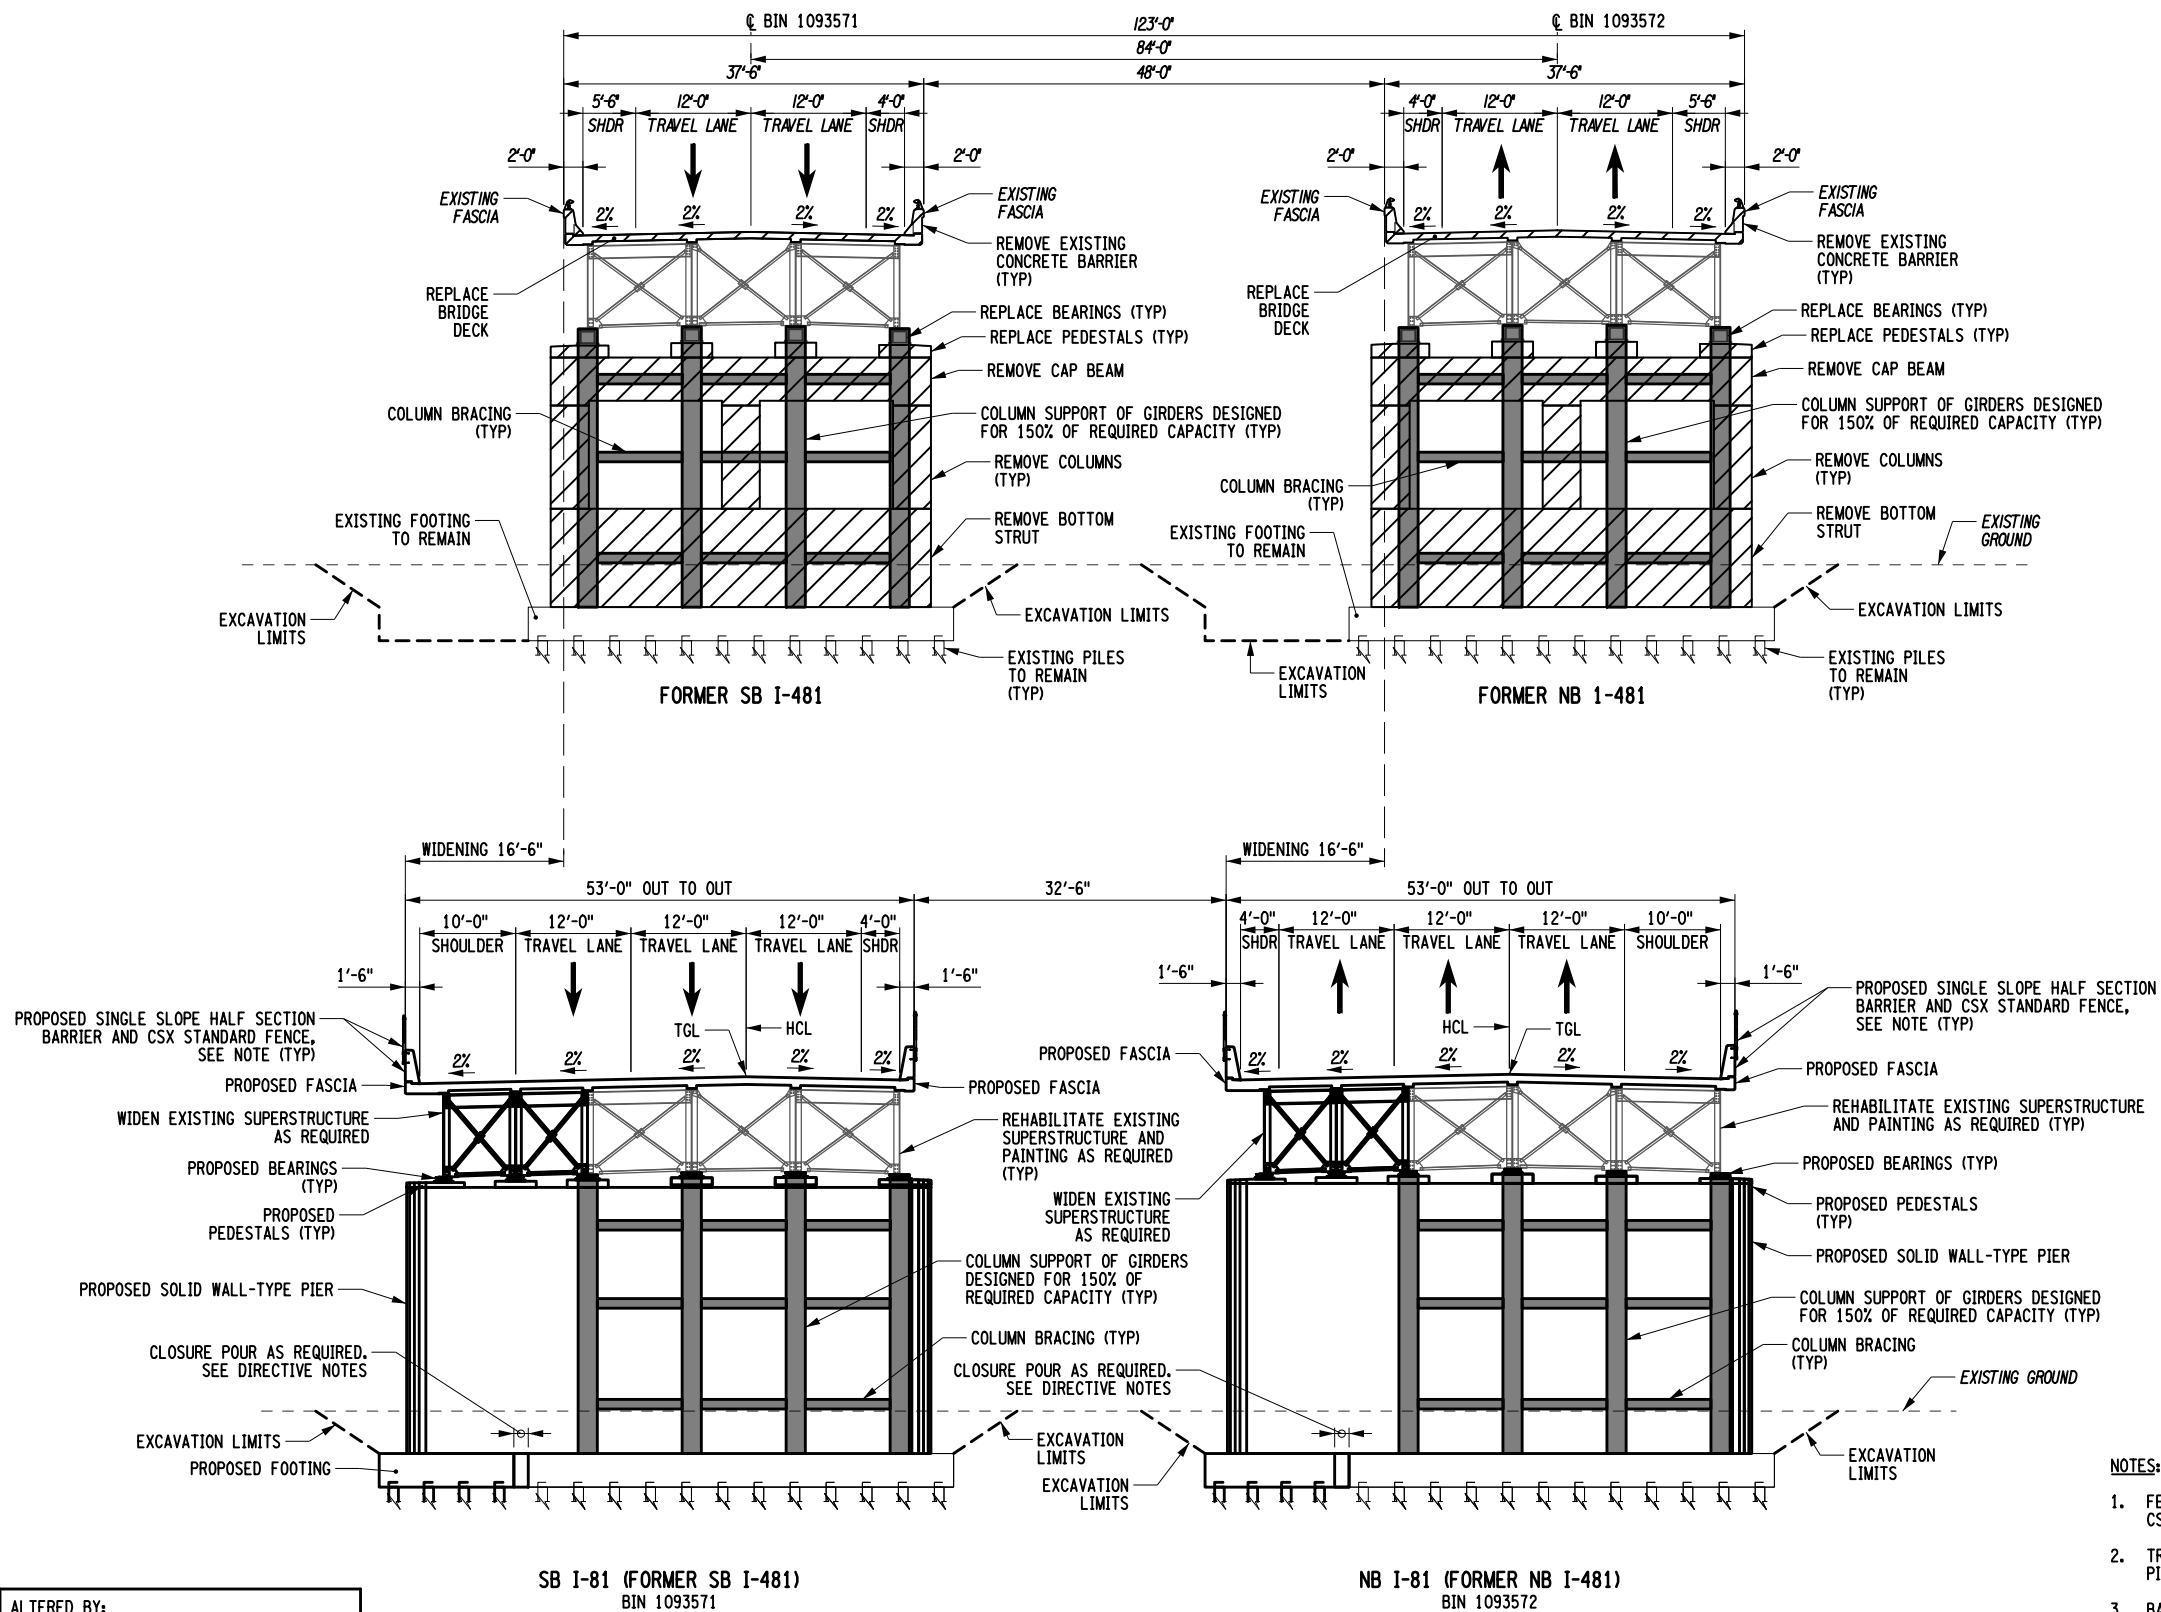 ℄ BIN 1093571
℄ BIN 1093572
123'-0"
84'-0"
37'-6"
48'-0"
37'-6"
5'-6"
12'-0"
12'-0"
4'-0"
SHDR
TRAVEL LANE
TRAVEL LANE
SHDR
4'-0"
12'-0"
12'-0"
5'-6"
SHDR
TRAVEL LANE
TRAVEL LANE
SHDR
2'-0"
2'-0"
2'-0"
2'-0"
EXISTING
FASCIA
2%
2%
2%
2%
EXISTING
FASCIA
REMOVE EXISTING
CONCRETE BARRIER
(TYP)
REPLACE
BRIDGE
DECK
REPLACE BEARINGS (TYP)
REPLACE PEDESTALS (TYP)
REMOVE CAP BEAM
COLUMN BRACING
(TYP)
COLUMN SUPPORT OF GIRDERS DESIGNED
FOR 150% OF REQUIRED CAPACITY (TYP)
REMOVE COLUMNS
(TYP)
EXISTING FOOTING
TO REMAIN
REMOVE BOTTOM
STRUT
EXCAVATION
LIMITS
EXCAVATION LIMITS
EXISTING PILES
TO REMAIN
(TYP)
FORMER SB I-481
EXISTING
FASCIA
2%
2%
2%
2%
EXISTING
FASCIA
REMOVE EXISTING
CONCRETE BARRIER
(TYP)
REPLACE
BRIDGE
DECK
REPLACE BEARINGS (TYP)
REPLACE PEDESTALS (TYP)
REMOVE CAP BEAM
COLUMN SUPPORT OF GIRDERS DESIGNED
FOR 150% OF REQUIRED CAPACITY (TYP)
COLUMN BRACING
(TYP)
REMOVE COLUMNS
(TYP)
EXISTING FOOTING
TO REMAIN
REMOVE BOTTOM
STRUT
EXISTING
GROUND
EXCAVATION LIMITS
EXCAVATION
LIMITS
EXISTING PILES
TO REMAIN
(TYP)
FORMER NB 1-481
WIDENING 16'-6"
WIDENING 16'-6"
53'-0" OUT TO OUT
32'-6"
53'-0" OUT TO OUT
10'-0"
12'-0"
12'-0"
12'-0"
4'-0"
SHOULDER
TRAVEL LANE
TRAVEL LANE
TRAVEL LANE
SHDR
4'-0"
12'-0"
12'-0"
12'-0"
10'-0"
SHDR
TRAVEL LANE
TRAVEL LANE
TRAVEL LANE
SHOULDER
1'-6"
1'-6"
1'-6"
1'-6"
PROPOSED SINGLE SLOPE HALF SECTION
BARRIER AND CSX STANDARD FENCE,
SEE NOTE (TYP)
TGL
HCL
2%
2%
2%
2%
2%
PROPOSED FASCIA
PROPOSED FASCIA
WIDEN EXISTING SUPERSTRUCTURE
AS REQUIRED
REHABILITATE EXISTING
SUPERSTRUCTURE AND
PAINTING AS REQUIRED
(TYP)
PROPOSED BEARINGS
(TYP)
PROPOSED
PEDESTALS (TYP)
COLUMN SUPPORT OF GIRDERS
DESIGNED FOR 150% OF
REQUIRED CAPACITY (TYP)
PROPOSED SOLID WALL-TYPE PIER
COLUMN BRACING (TYP)
CLOSURE POUR AS REQUIRED.
SEE DIRECTIVE NOTES
EXCAVATION LIMITS
PROPOSED FOOTING
EXCAVATION
LIMITS
SB I-81 (FORMER SB I-481)
BIN 1093571
HCL
TGL
PROPOSED SINGLE SLOPE HALF SECTION
BARRIER AND CSX STANDARD FENCE,
SEE NOTE (TYP)
PROPOSED FASCIA
2%
2%
2%
2%
2%
PROPOSED FASCIA
REHABILITATE EXISTING SUPERSTRUCTURE
AND PAINTING AS REQUIRED (TYP)
PROPOSED BEARINGS (TYP)
WIDEN EXISTING
SUPERSTRUCTURE
AS REQUIRED
PROPOSED PEDESTALS
(TYP)
PROPOSED SOLID WALL-TYPE PIER
COLUMN SUPPORT OF GIRDERS DESIGNED
FOR 150% OF REQUIRED CAPACITY (TYP)
COLUMN BRACING
(TYP)
CLOSURE POUR AS REQUIRED.
SEE DIRECTIVE NOTES
EXISTING GROUND
EXCAVATION
LIMITS
EXCAVATION
LIMITS
NB I-81 (FORMER NB I-481)
BIN 1093572
NOTES:
1.
2.
3.
ALTERED BY: